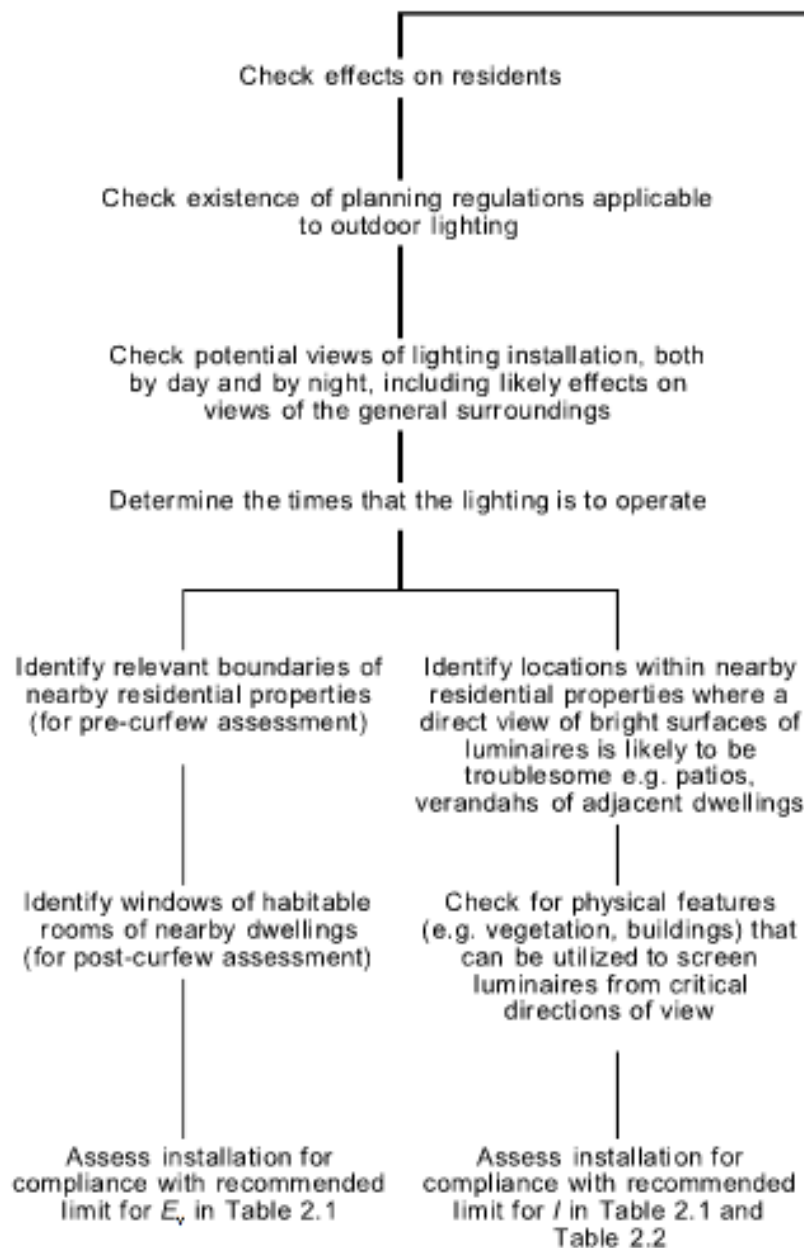 Check effects on residents
Check existence of planning regulations applicable
to outdoor lighting
Check potential views of lighting installation, both
by day and by night, including likely effects on
views of the general surroundings
Determine the times that the lighting is to operate
Identify relevant boundaries of
nearby residential properties
(for pre-curfew assessment)
Identify locations within nearby
residential properties where a
direct view of bright surfaces of
luminaires is likely to be
troublesome e.g. patios,
verandahs of adjacent dwellings
Identify windows of habitable
rooms of nearby dwellings
(for post-curfew assessment)
Check for physical features
(e.g. vegetation, buildings) that
can be utilized to screen
luminaires from critical
directions of view
Assess installation for
compliance with recommended
limit for Ev in Table 2.1
Assess installation for
compliance with recommended
limit for I in Table 2.1 and
Table 2.2